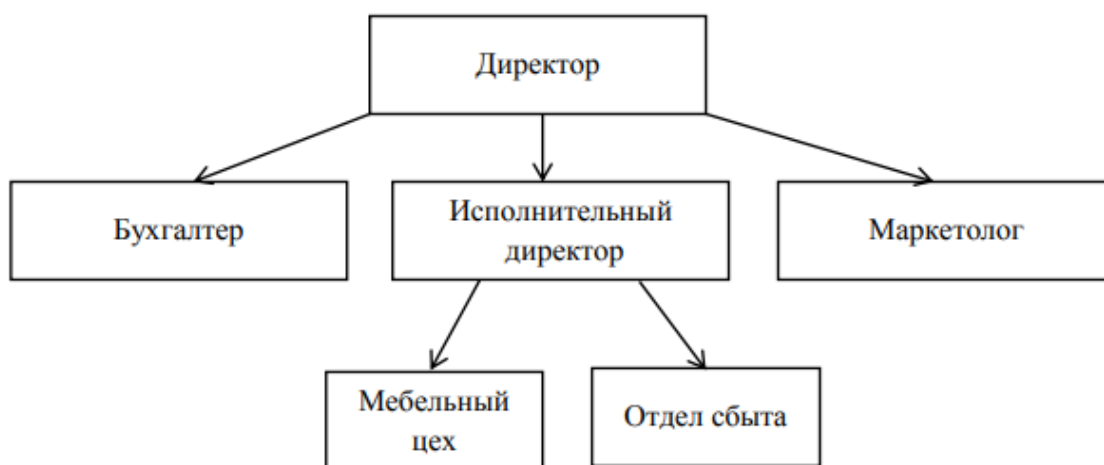 Директор
Бухгалтер
Исполнительный
директор
Маркетолог
Мебельный
цех
Отдел сбыта